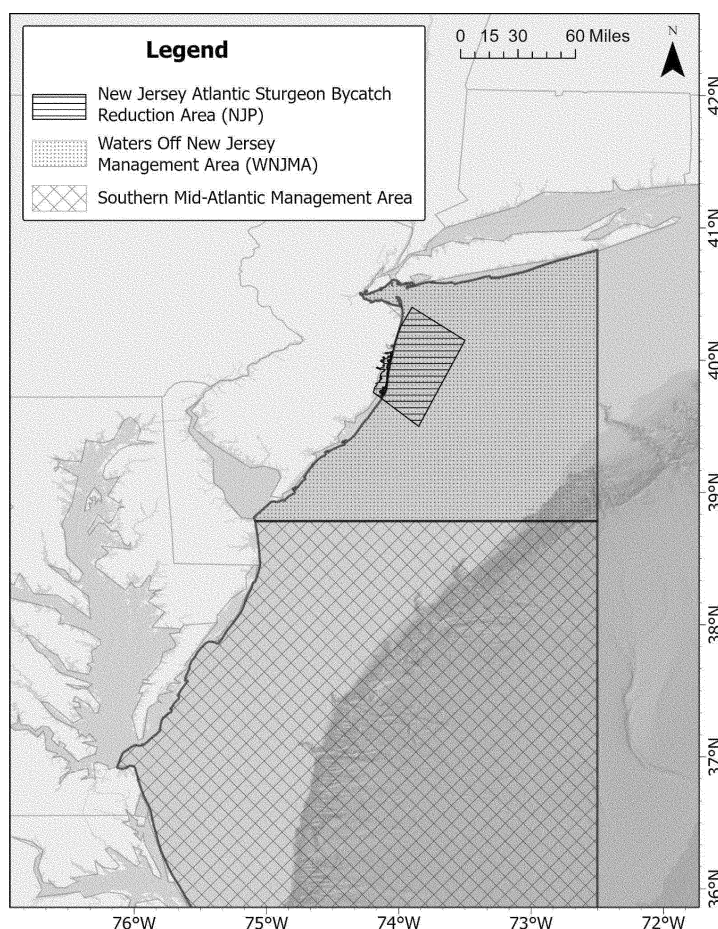 Legend
New Jersey Atlantic Sturgeon Bycatch
Reduction Area (NJP)
Waters Off New Jersey
Management Area (WNJMA)
Southern Mid-Atlantic Management Area
0 15 30 60 Miles
N
42°N
41°N
40°N
39°N
38°N
37°N
36°N
76°W 75°W 74°W 73°W 72°W